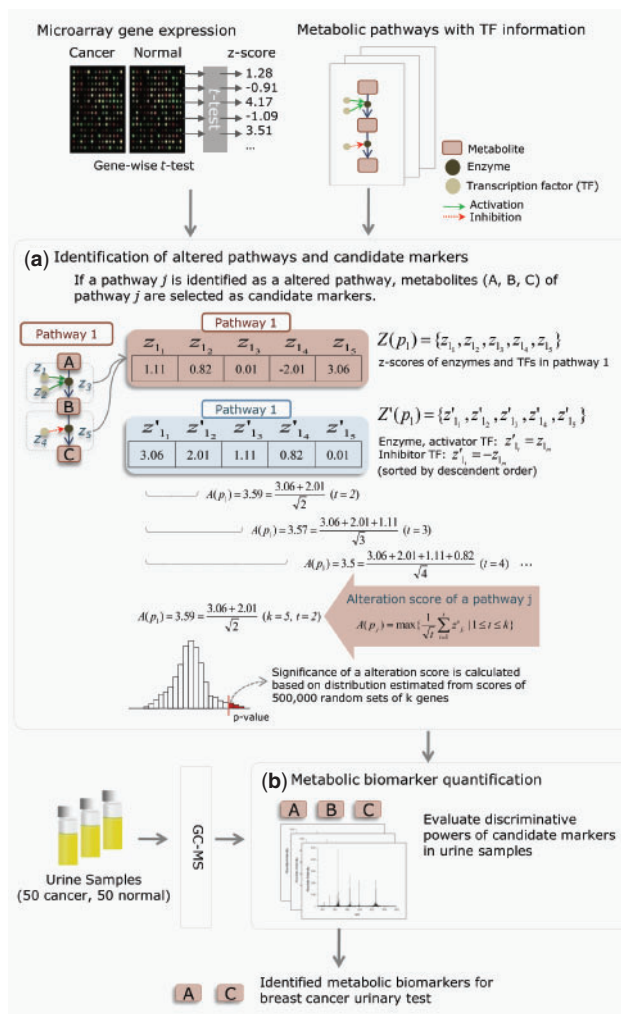 Microarray gene expression
Metabolic pathways with TF information
Cancer Normal z-score
1.28
-0.91
4.17
-1.09
3.51
...
t-test
Gene-wise t-test
Metabolite
Enzyme
Transcription factor (TF)
Activation
Inhibition
(a) Identification of altered pathways and candidate markers
If a pathway j is identified as a altered pathway, metabolites (A, B, C) of
pathway j are selected as candidate markers.
Pathway 1
A
z₁
z₂
z₃
B
z₄
z₅
C
Pathway 1
z₁₁ z₁₂ z₁₃ z₁₄ z₁₅
1.11 0.82 0.01 -2.01 3.06
Z(p₁) = {z₁₁, z₁₂, z₁₃, z₁₄, z₁₅}
z-scores of enzymes and TFs in pathway 1
Pathway 1
z'₁₁ z'₁₂ z'₁₃ z'₁₄ z'₁₅
3.06 2.01 1.11 0.82 0.01
Z'(p₁) = {z'₁₁, z'₁₂, z'₁₃, z'₁₄, z'₁₅}
Enzyme, activator TF: z'₁ᵢ = z₁ₘ
Inhibitor TF: z'₁ᵢ = -z₁ₘ
(sorted by descendent order)
A(p₁) = 3.59 = (3.06+2.01)/√2 (t=2)
A(p₁) = 3.57 = (3.06+2.01+1.11)/√3 (t=3)
A(p₁) = 3.5 = (3.06+2.01+1.11+0.82)/√4 (t=4) ...
Alteration score of a pathway j
A(pⱼ) = max{1/√t ∑ᵢ₌₁ᵗ z'ⱼᵢ | 1≤t≤k}
A(p₁) = 3.59 = (3.06+2.01)/√2 (k=5, t=2)
Significance of a alteration score is calculated
based on distribution estimated from scores of
500,000 random sets of k genes
p-value
(b) Metabolic biomarker quantification
A B C
Evaluate discriminative
powers of candidate markers
in urine samples
GC-MS
Urine Samples
(50 cancer, 50 normal)
A C
Identified metabolic biomarkers for
breast cancer urinary test